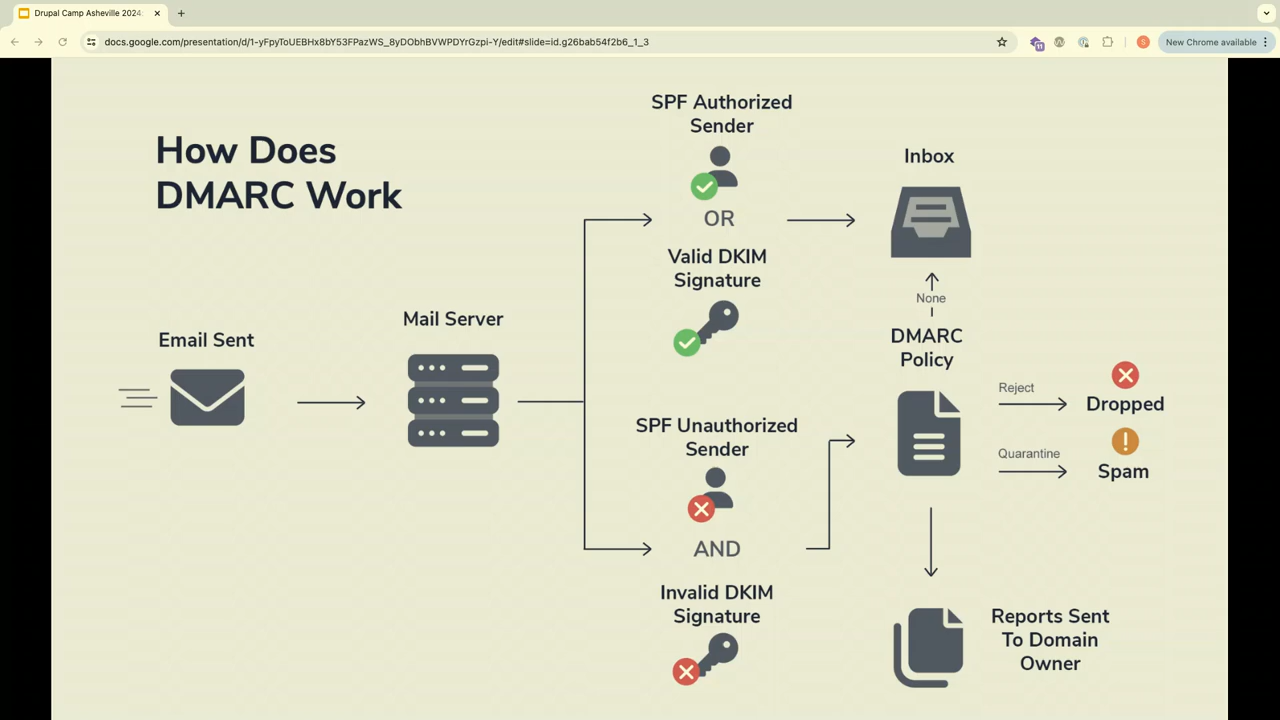 Drupal Camp Asheville 2024:
docs.google.com/presentation/d/1-yFpyToUEBHx8bY53FPazWS_8yDObhBVWPDYrGzpi-Y/edit#slide=id.g26bab54f2b6_1_3
11
S
New Chrome available
How Does
DMARC Work
Email Sent
Mail Server
SPF Authorized
Sender
OR
Valid DKIM
Signature
SPF Unauthorized
Sender
AND
Invalid DKIM
Signature
Inbox
None
DMARC
Policy
Reject
Dropped
Quarantine
Spam
Reports Sent
To Domain
Owner